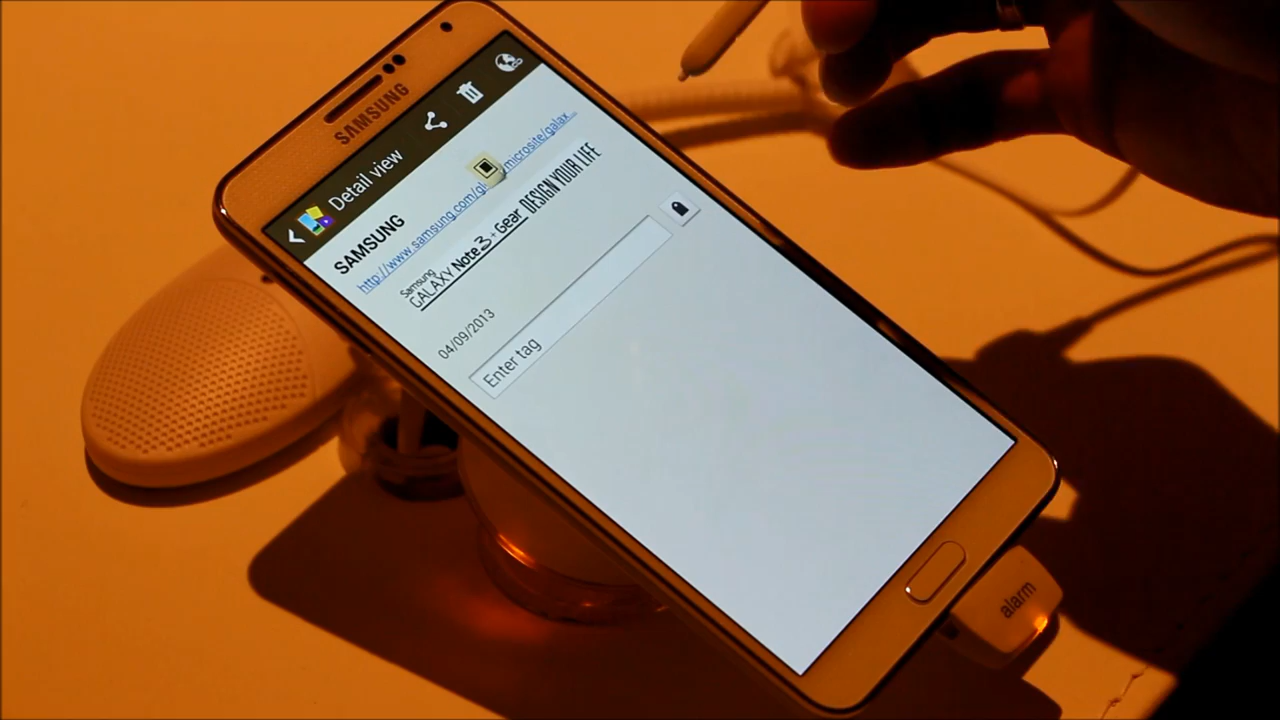 SAMSUNG
Detail view
SAMSUNG
http://www.samsung.com/gl microsite/galax...
Samsung
GALAXY Note3+Gear DESIGN YOUR LIFE
04/09/2013
Enter tag
alarm